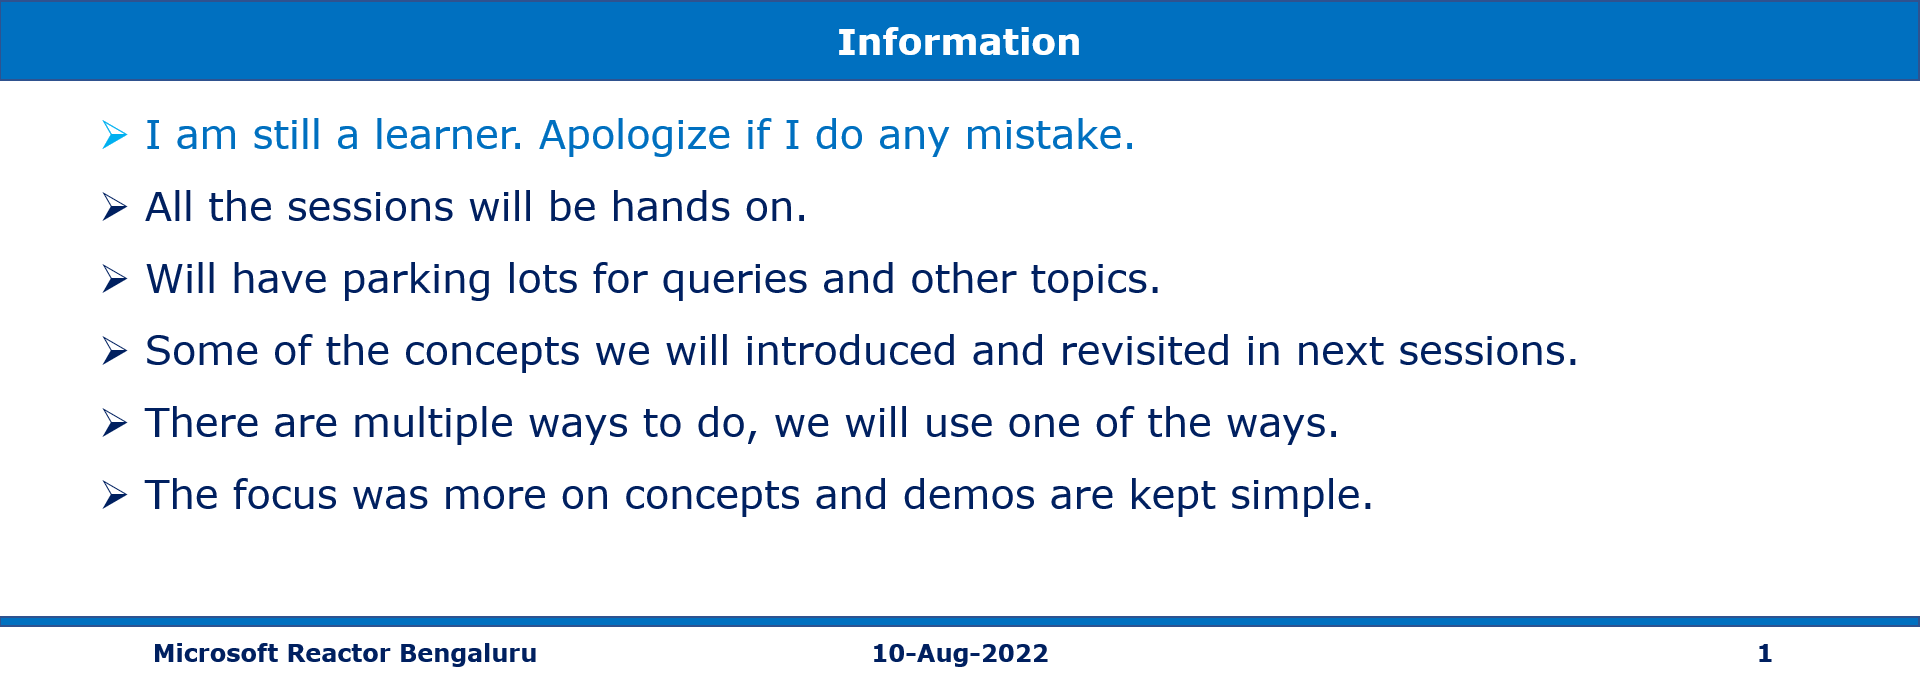 Information
➢ I am still a learner. Apologize if I do any mistake.
➢ All the sessions will be hands on.
➢ Will have parking lots for queries and other topics.
➢ Some of the concepts we will introduced and revisited in next sessions.
➢ There are multiple ways to do, we will use one of the ways.
➢ The focus was more on concepts and demos are kept simple.
Microsoft Reactor Bengaluru 10-Aug-2022 1